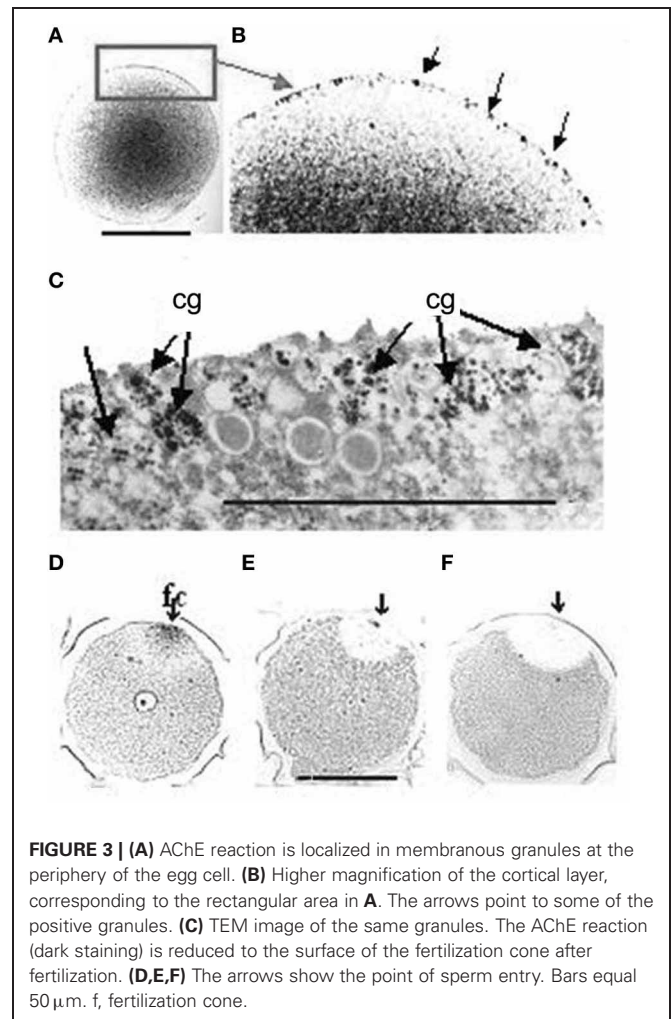 A
B
C
cg
cg
D
E
F
fc
FIGURE 3 | (A) AChE reaction is localized in membranous granules at the
periphery of the egg cell. (B) Higher magnification of the cortical layer,
corresponding to the rectangular area in A. The arrows point to some of the
positive granules. (C) TEM image of the same granules. The AChE reaction
(dark staining) is reduced to the surface of the fertilization cone after
fertilization. (D,E,F) The arrows show the point of sperm entry. Bars equal
50 μm. f, fertilization cone.